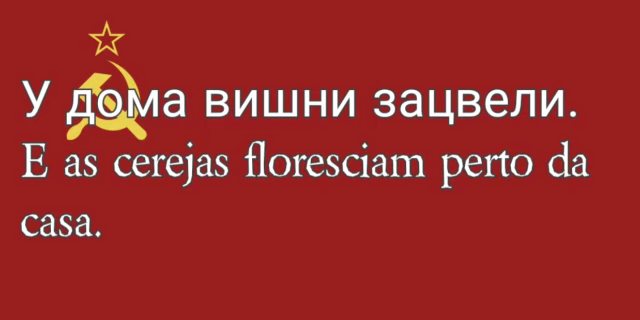 У дома вишни зацвели.
E as cerejas floresciam perto da
casa.